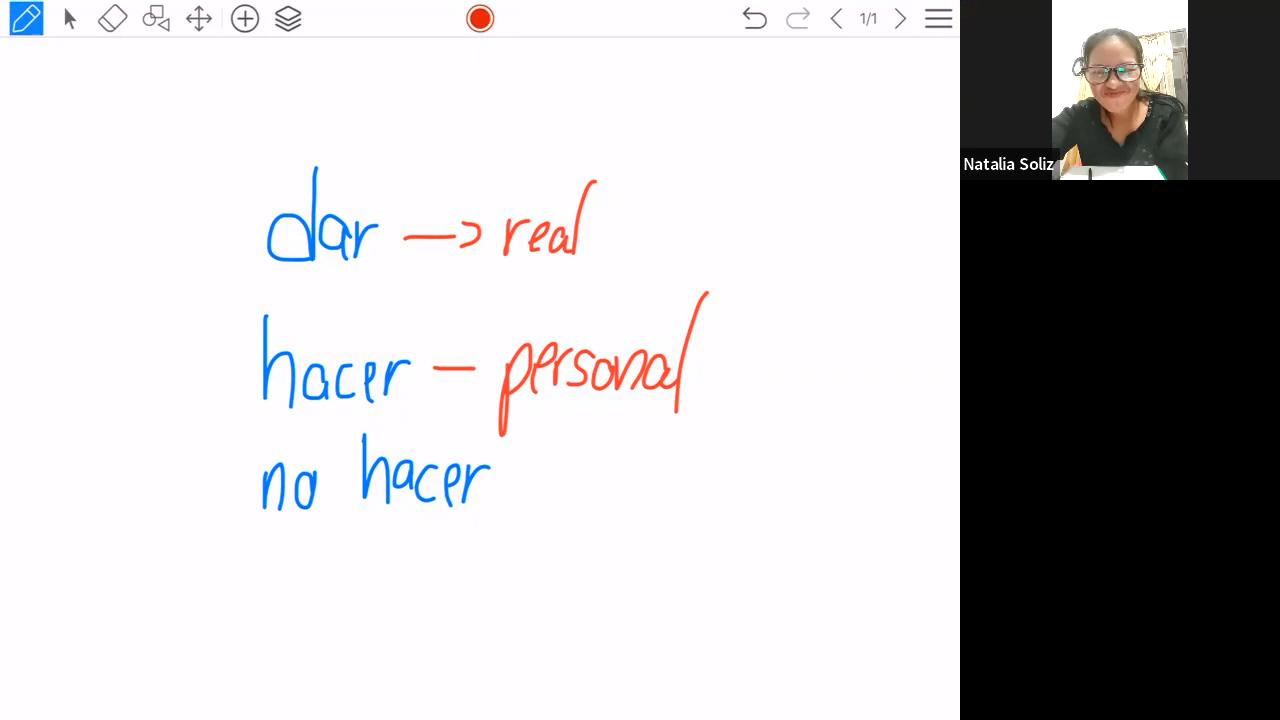 1/1
dar → real
hacer — personal
no hacer
Natalia Soliz